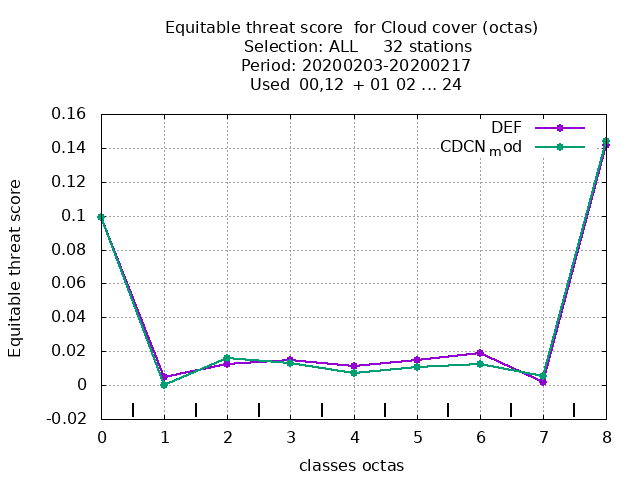 Equitable threat score  for Cloud cover (octas)
Selection: ALL     32 stations
Period: 20200203-20200217
Used  00,12  + 01 02 ... 24
0.16
0.14
0.12
0.1
0.08
0.06
0.04
0.02
0
-0.02
Equitable threat score
DEF
CDCNmod
0 1 2 3 4 5 6 7 8
classes octas